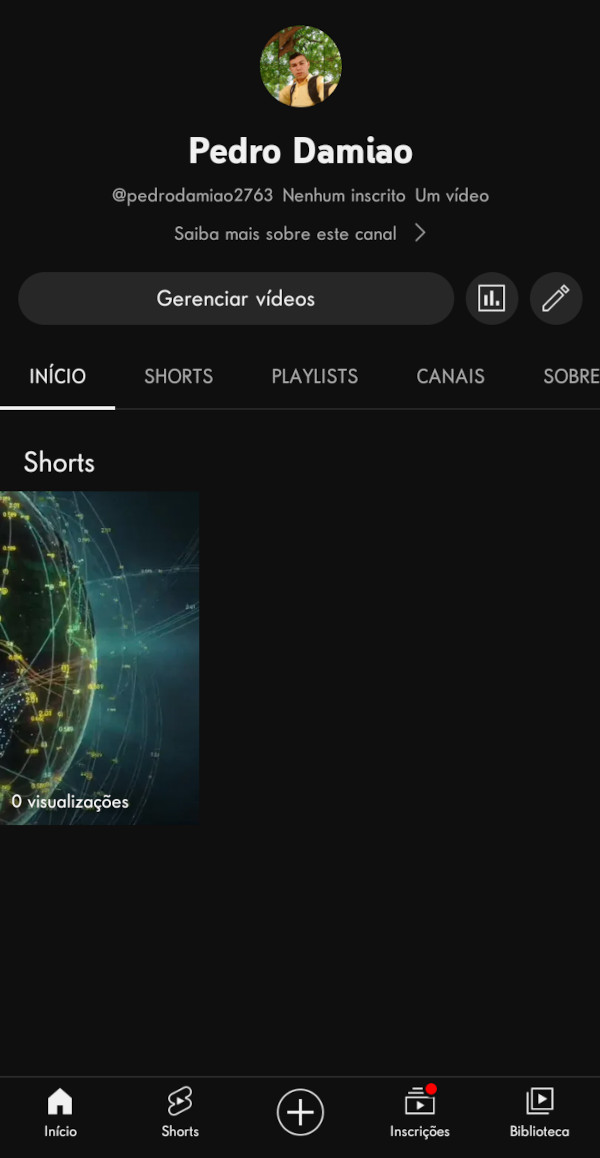 Pedro Damiao
@pedrodamiao2763 Nenhum inscrito Um vídeo
Saiba mais sobre este canal
Gerenciar vídeos
INÍCIO SHORTS PLAYLISTS CANAIS SOBRE
Shorts
0 visualizações
Início Shorts Inscrições Biblioteca